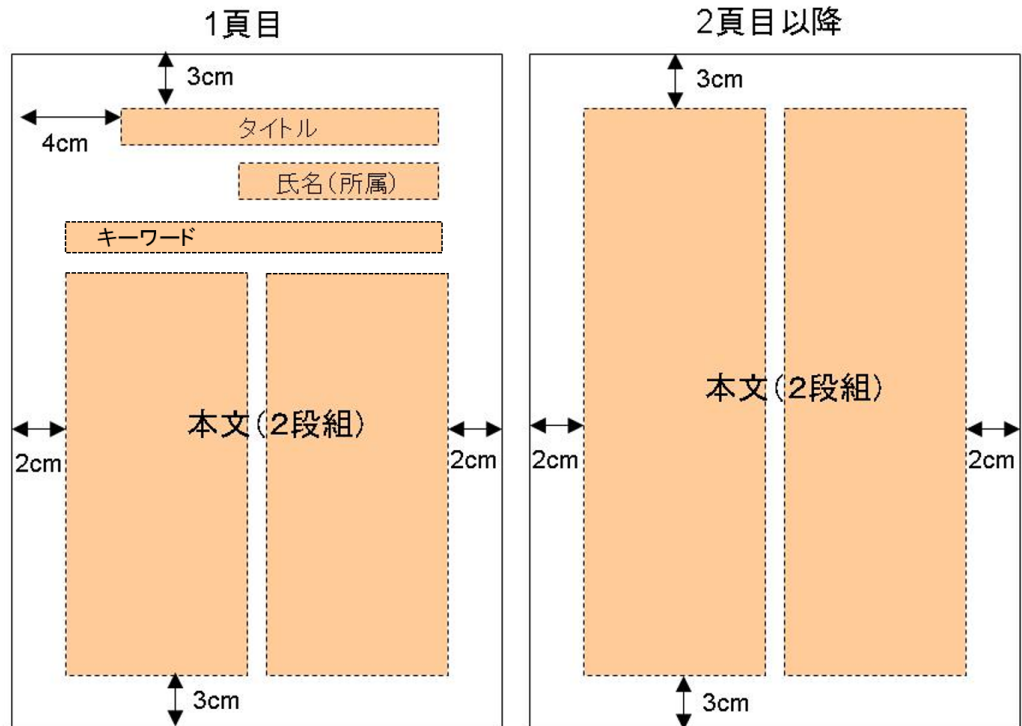 1頁目
3cm
4cm
タイトル
氏名(所属)
キーワード
本文(2段組)
2cm
2cm
3cm
2頁目以降
3cm
本文(2段組)
2cm
2cm
3cm